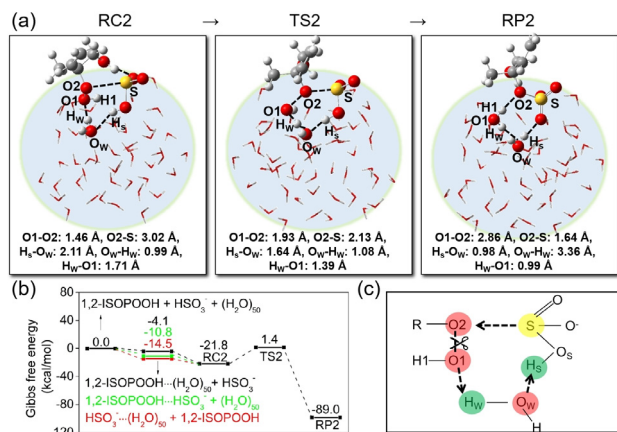 (a) RC2 → TS2 → RP2
O2 S O1 H1 HW HS OW
O2 S O1 HW HS OW
O2 S H1 O1 HW HS OW
O1-O2: 1.46 Å, O2-S: 3.02 Å,
HS-OW: 2.11 Å, OW-HW: 0.99 Å,
HW-O1: 1.71 Å
O1-O2: 1.93 Å, O2-S: 2.13 Å,
HS-OW: 1.64 Å, OW-HW: 1.08 Å,
HW-O1: 1.39 Å
O1-O2: 2.86 Å, O2-S: 1.64 Å,
HS-OW: 0.98 Å, OW-HW: 3.36 Å,
HW-O1: 0.99 Å
(b)
Gibbs free energy
(kcal/mol)
80
40
0
-40
-80
120
1,2-ISOPOOH + HSO3- + (H2O)50
0.0
-4.1
-10.8
-14.5
-21.8
RC2
1.4
TS2
-89.0
RP2
1,2-ISOPOOH···(H2O)50 + HSO3-
1,2-ISOPOOH···HSO3- + (H2O)50
HSO3-···(H2O)50 + 1,2-ISOPOOH
(c)
O
R O2 S O-
OS
H1 O1 HS
HW OW
H